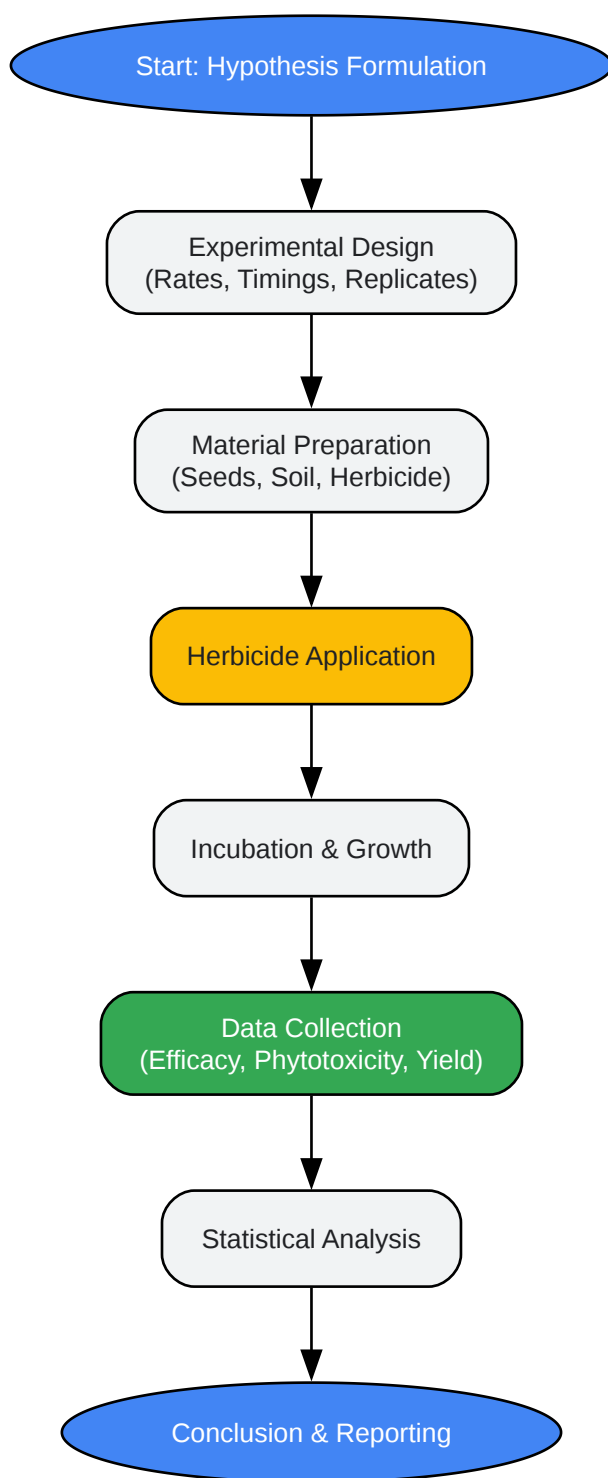 Start: Hypothesis Formulation
Experimental Design
(Rates, Timings, Replicates)
Material Preparation
(Seeds, Soil, Herbicide)
Herbicide Application
Incubation & Growth
Data Collection
(Efficacy, Phytotoxicity, Yield)
Statistical Analysis
Conclusion & Reporting